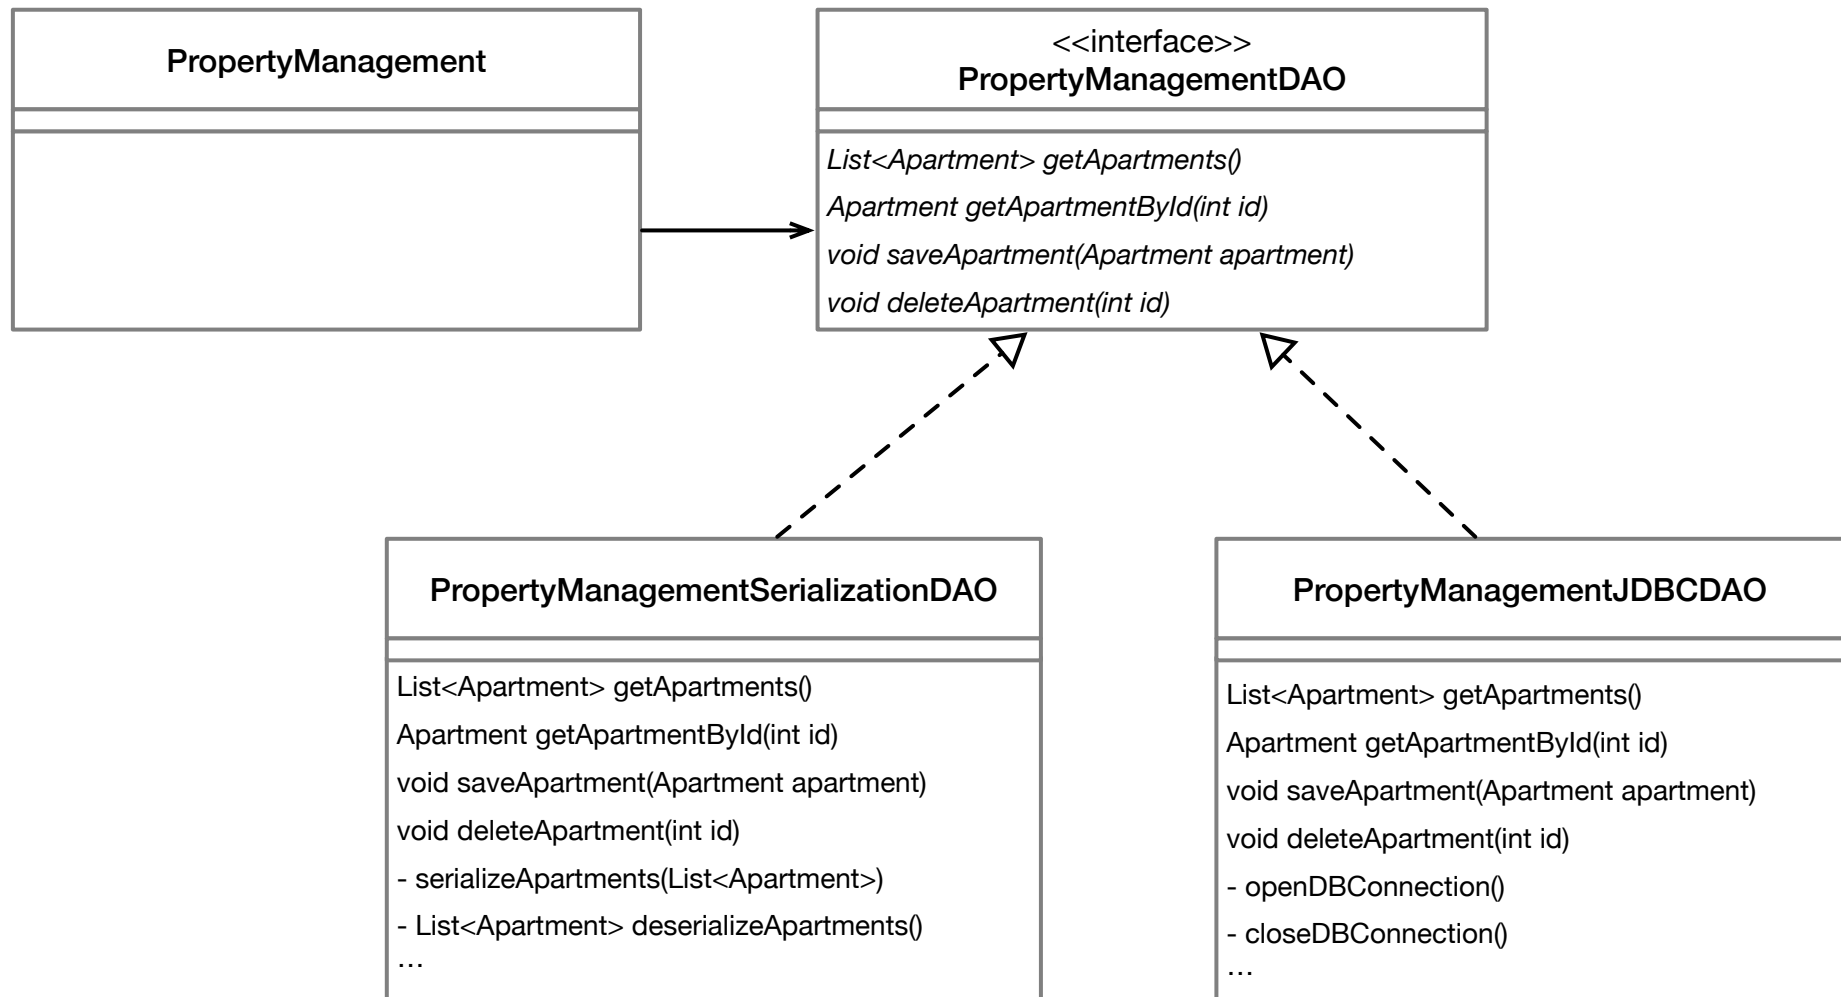 PropertyManagement
<<interface>>
PropertyManagementDAO
List<Apartment> getApartments()
Apartment getApartmentById(int id)
void saveApartment(Apartment apartment)
void deleteApartment(int id)
PropertyManagementSerializationDAO
List<Apartment> getApartments()
Apartment getApartmentById(int id)
void saveApartment(Apartment apartment)
void deleteApartment(int id)
- serializeApartments(List<Apartment>)
- List<Apartment> deserializeApartments()
...
PropertyManagementJDBCDAO
List<Apartment> getApartments()
Apartment getApartmentById(int id)
void saveApartment(Apartment apartment)
void deleteApartment(int id)
- openDBConnection()
- closeDBConnection()
...